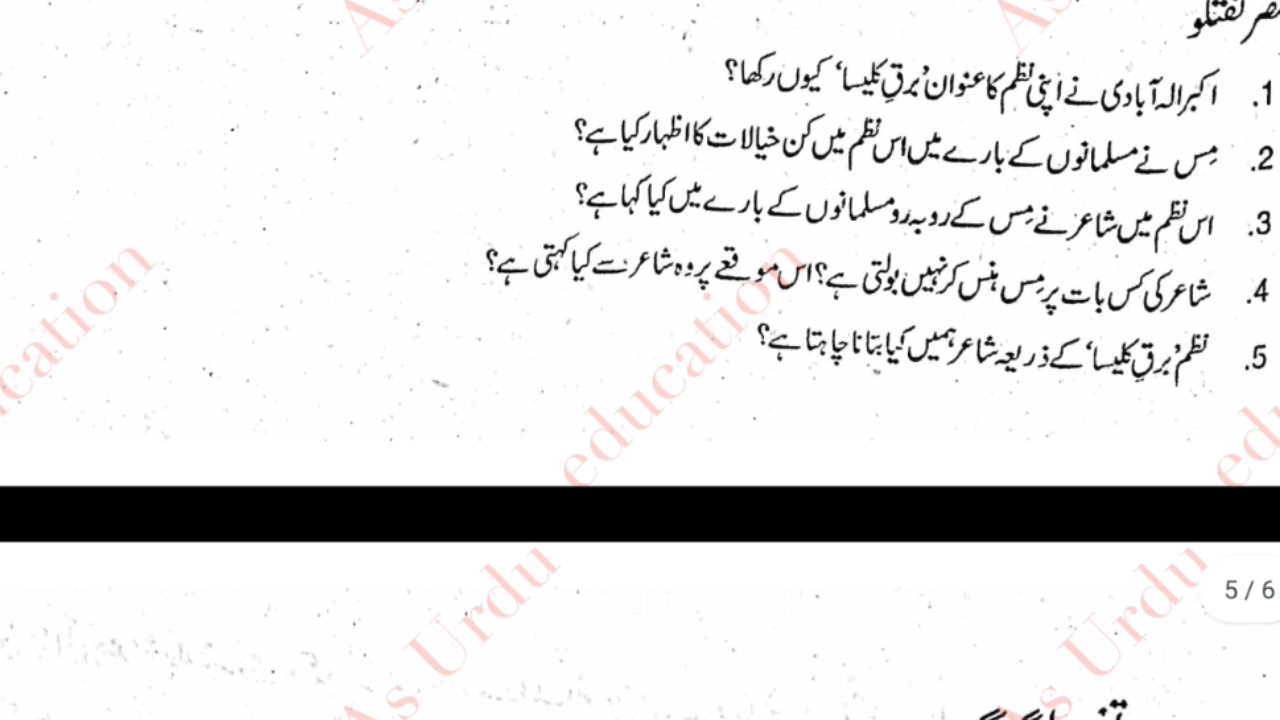 1. اکبر الہ آبادی نے اپنی نظم کا عنوان ’برقِ کلیسا‘ کیوں رکھا؟
2. مِس نے مسلمانوں کے بارے میں اس نظم میں کن خیالات کا اظہار کیا ہے؟
3. اس نظم میں شاعر نے مِس کے روبہ رو مسلمانوں کے بارے میں کیا کہا ہے؟
4. شاعر کی کس بات پر مِس ہنس کر نہیں بولتی ہے؟ اس موقعے پر وہ شاعر سے کیا کہتی ہے؟
5. نظم ’برقِ کلیسا‘ کے ذریعہ شاعر ہمیں کیا بتانا چاہتا ہے؟
education
5 / 6
As Urdu
As Urdu